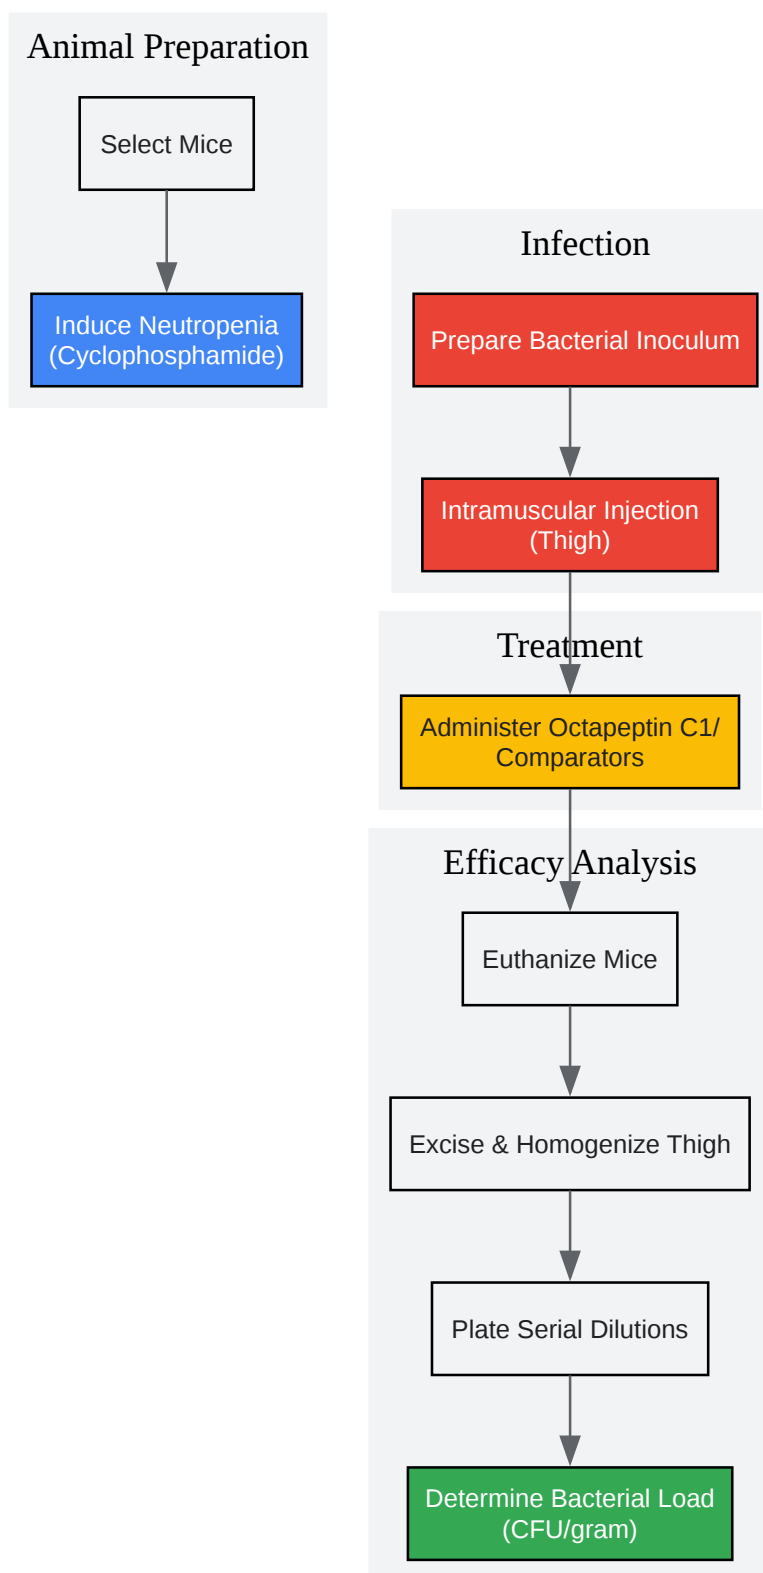 Animal Preparation
Select Mice
Induce Neutropenia
(Cyclophosphamide)
Infection
Prepare Bacterial Inoculum
Intramuscular Injection
(Thigh)
Treatment
Administer Octapeptin C1/
Comparators
Efficacy Analysis
Euthanize Mice
Excise & Homogenize Thigh
Plate Serial Dilutions
Determine Bacterial Load
(CFU/gram)